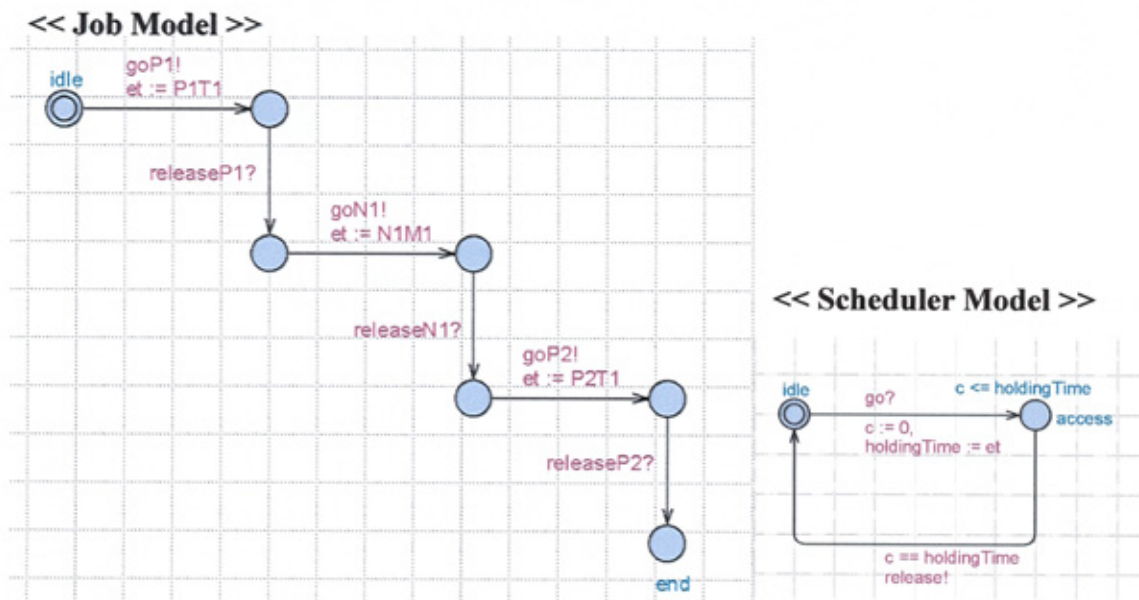 << Job Model >>
idle
goP1!
et := P1T1
releaseP1?
goN1!
et := N1M1
releaseN1?
goP2!
et := P2T1
releaseP2?
end
<< Scheduler Model >>
idle
go?
c := 0,
holdingTime := et
c <= holdingTime
access
c == holdingTime
release!